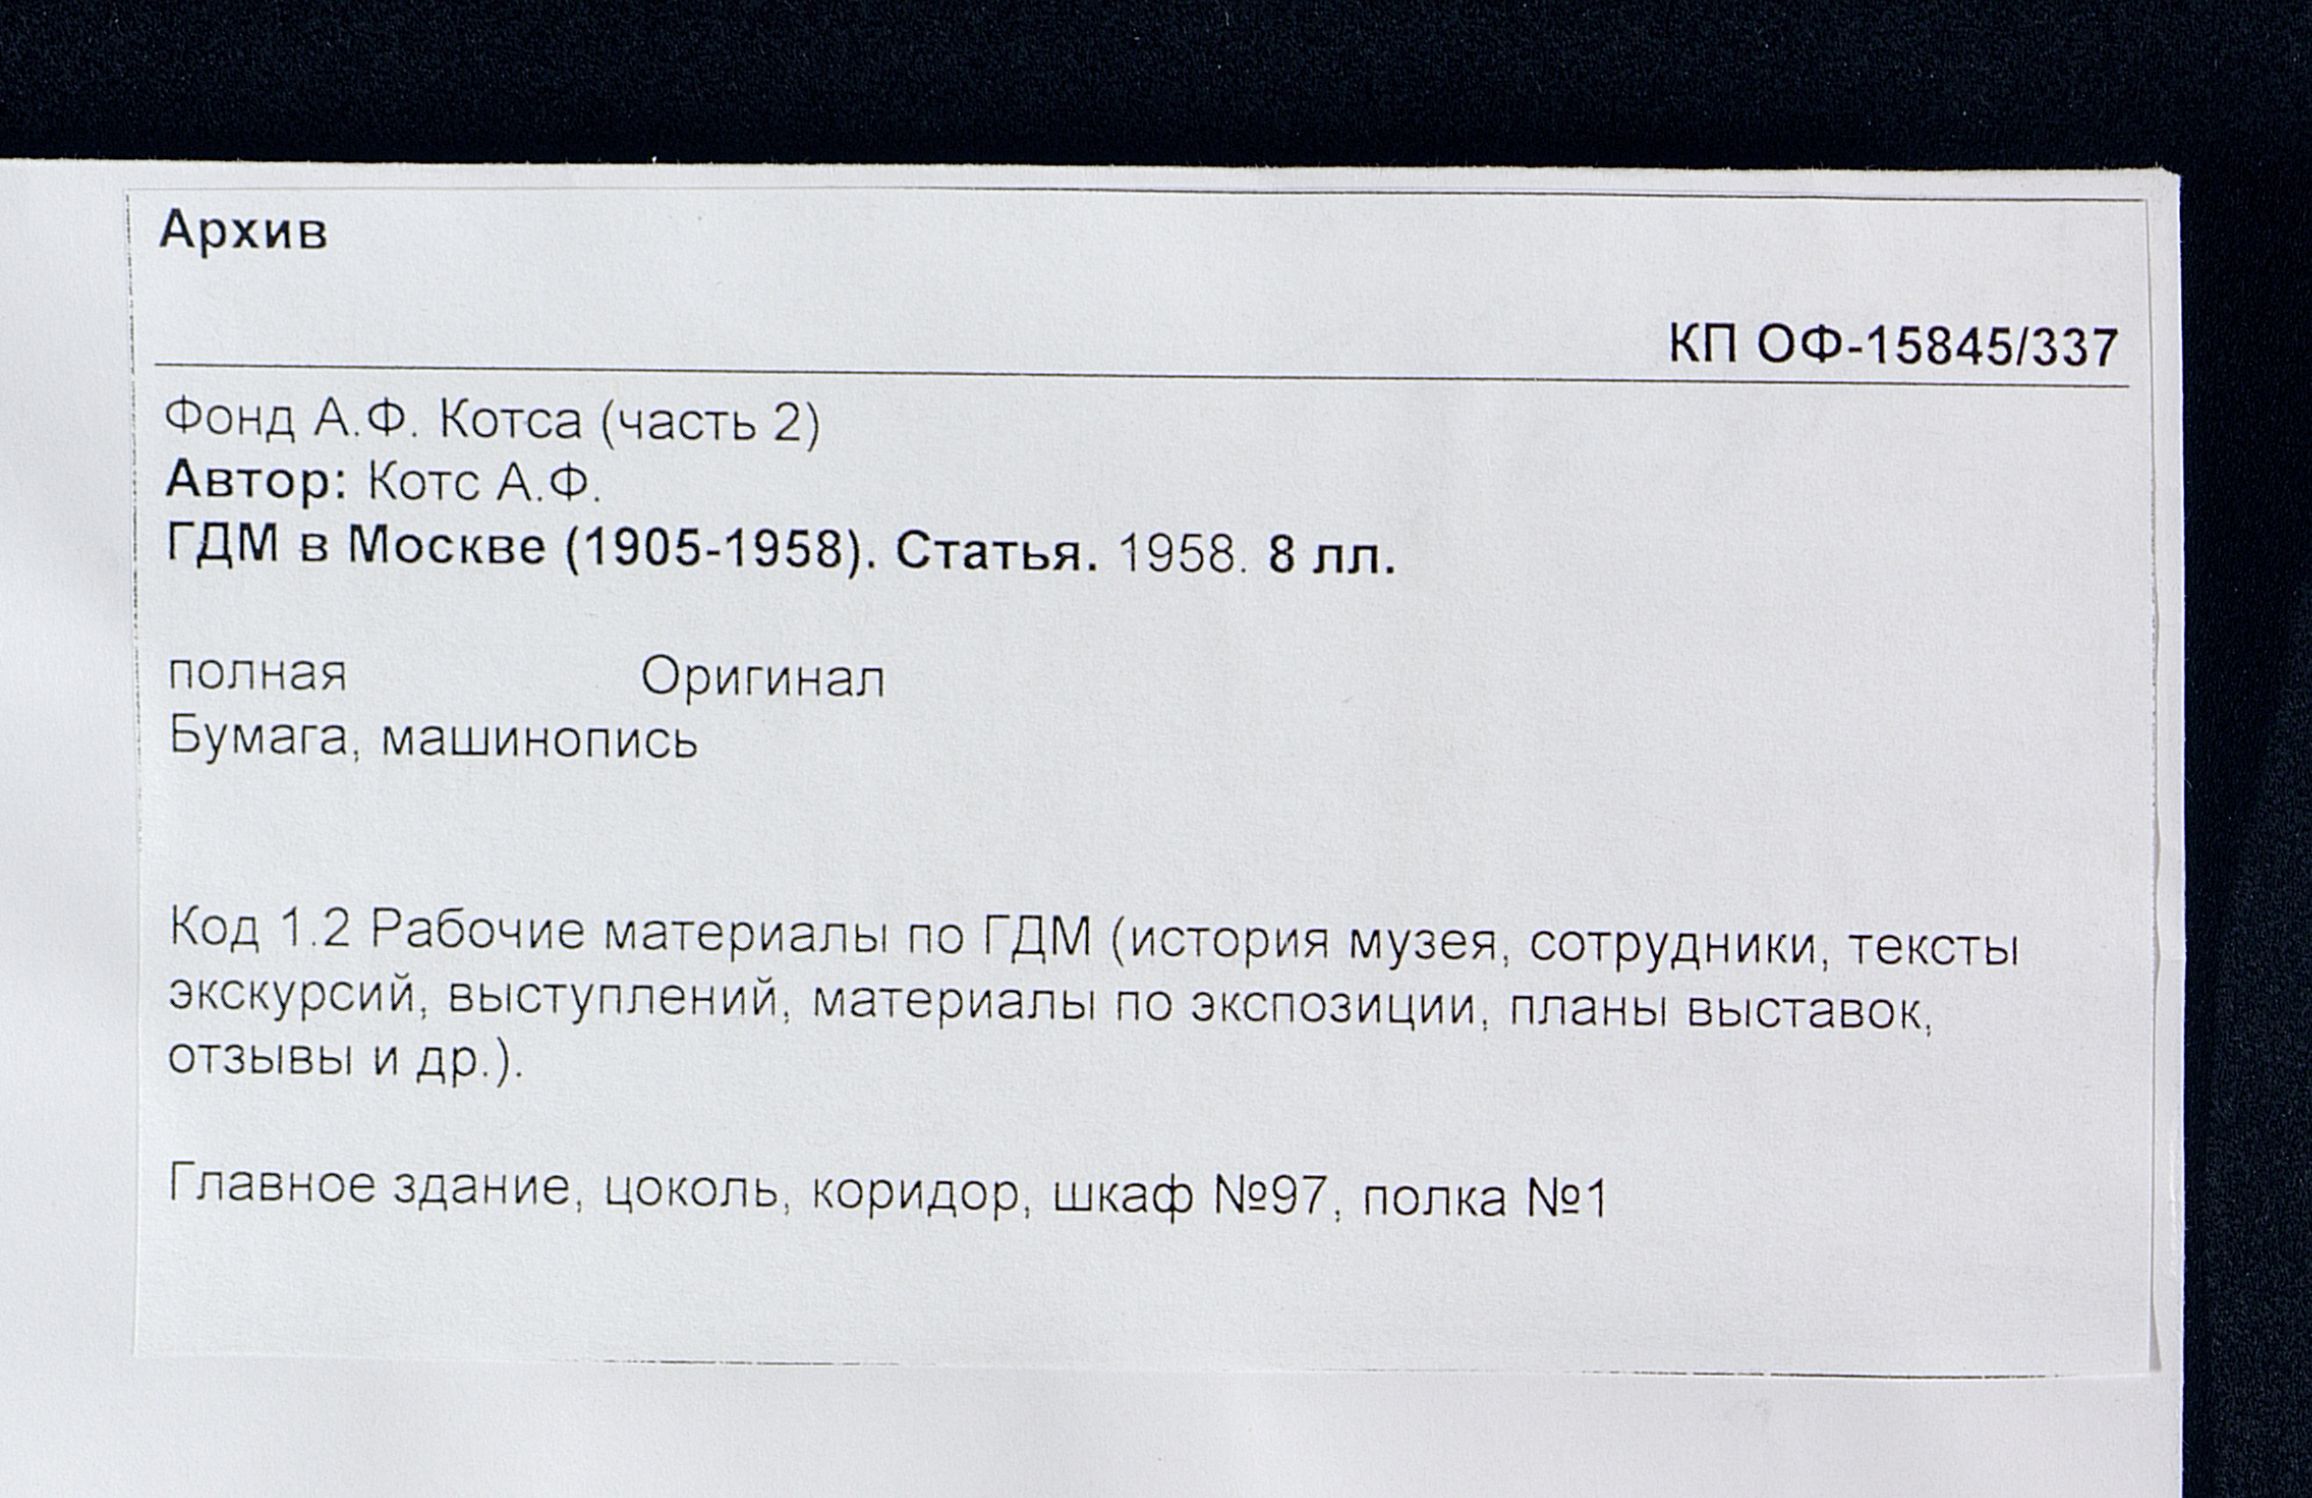 Архив
КП ОФ-15845/337
Фонд А.Ф. Котса (часть 2)
Автор: Котс А.Ф.
ГДМ в Москве (1905-1958). Статья. 1958. 8 лл.
полная Оригинал
Бумага, машинопись
Код 1.2 Рабочие материалы по ГДМ (история музея, сотрудники, тексты
экскурсий, выступлений, материалы по экспозиции, планы выставок,
отзывы и др.).
Главное здание, цоколь, коридор, шкаф №97, полка №1